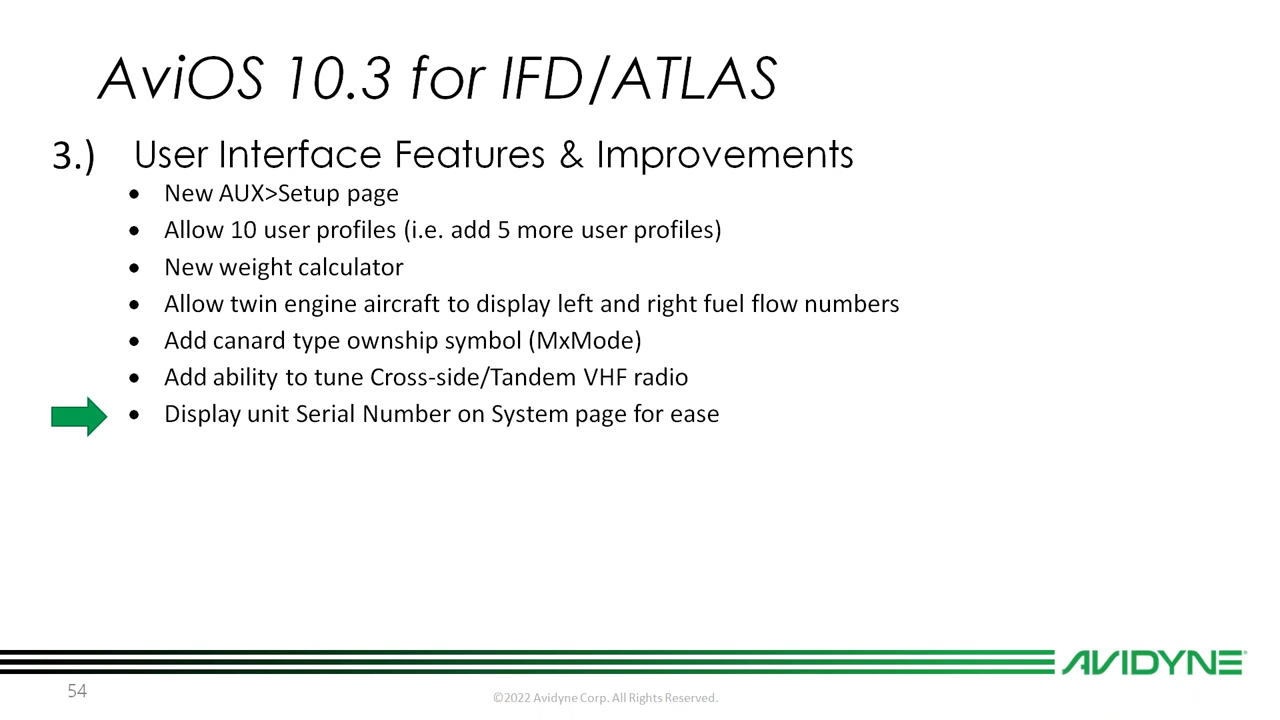 AviOS 10.3 for IFD/ATLAS
3.) User Interface Features & Improvements
• New AUX>Setup page
• Allow 10 user profiles (i.e. add 5 more user profiles)
• New weight calculator
• Allow twin engine aircraft to display left and right fuel flow numbers
• Add canard type ownship symbol (MxMode)
• Add ability to tune Cross-side/Tandem VHF radio
• Display unit Serial Number on System page for ease
AVIDYNE
54
©2022 Avidyne Corp. All Rights Reserved.